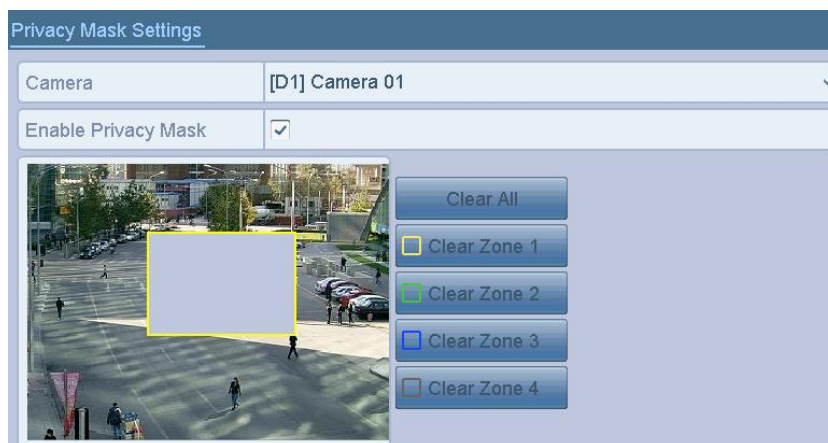 Privacy Mask Settings
Camera
[D1] Camera 01
Enable Privacy Mask
Clear All
Clear Zone 1
Clear Zone 2
Clear Zone 3
Clear Zone 4